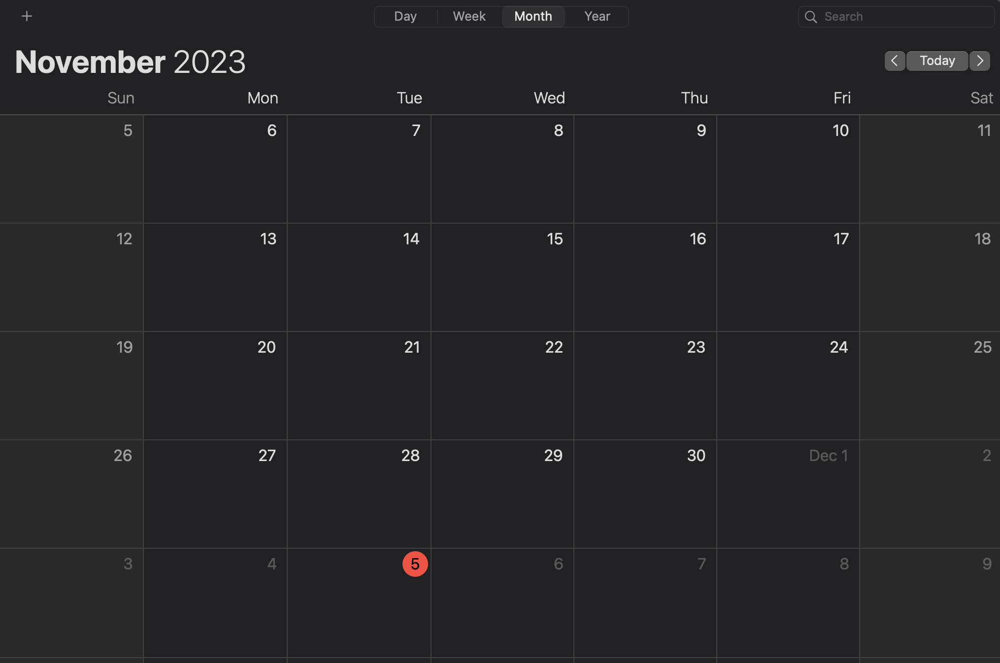 Day Week Month Year Search
November 2023
Today
Sun Mon Tue Wed Thu Fri Sat
5 6 7 8 9 10 11
12 13 14 15 16 17 18
19 20 21 22 23 24 25
26 27 28 29 30 Dec 1 2
3 4 5 6 7 8 9